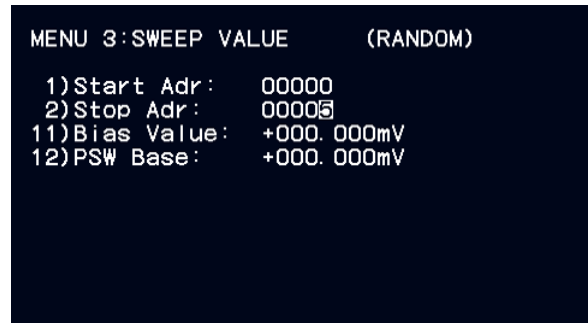 MENU 3:SWEEP VALUE (RANDOM)
1)Start Adr: 00000
2)Stop Adr: 00005
11)Bias Value: +000.000mV
12)PSW Base: +000.000mV